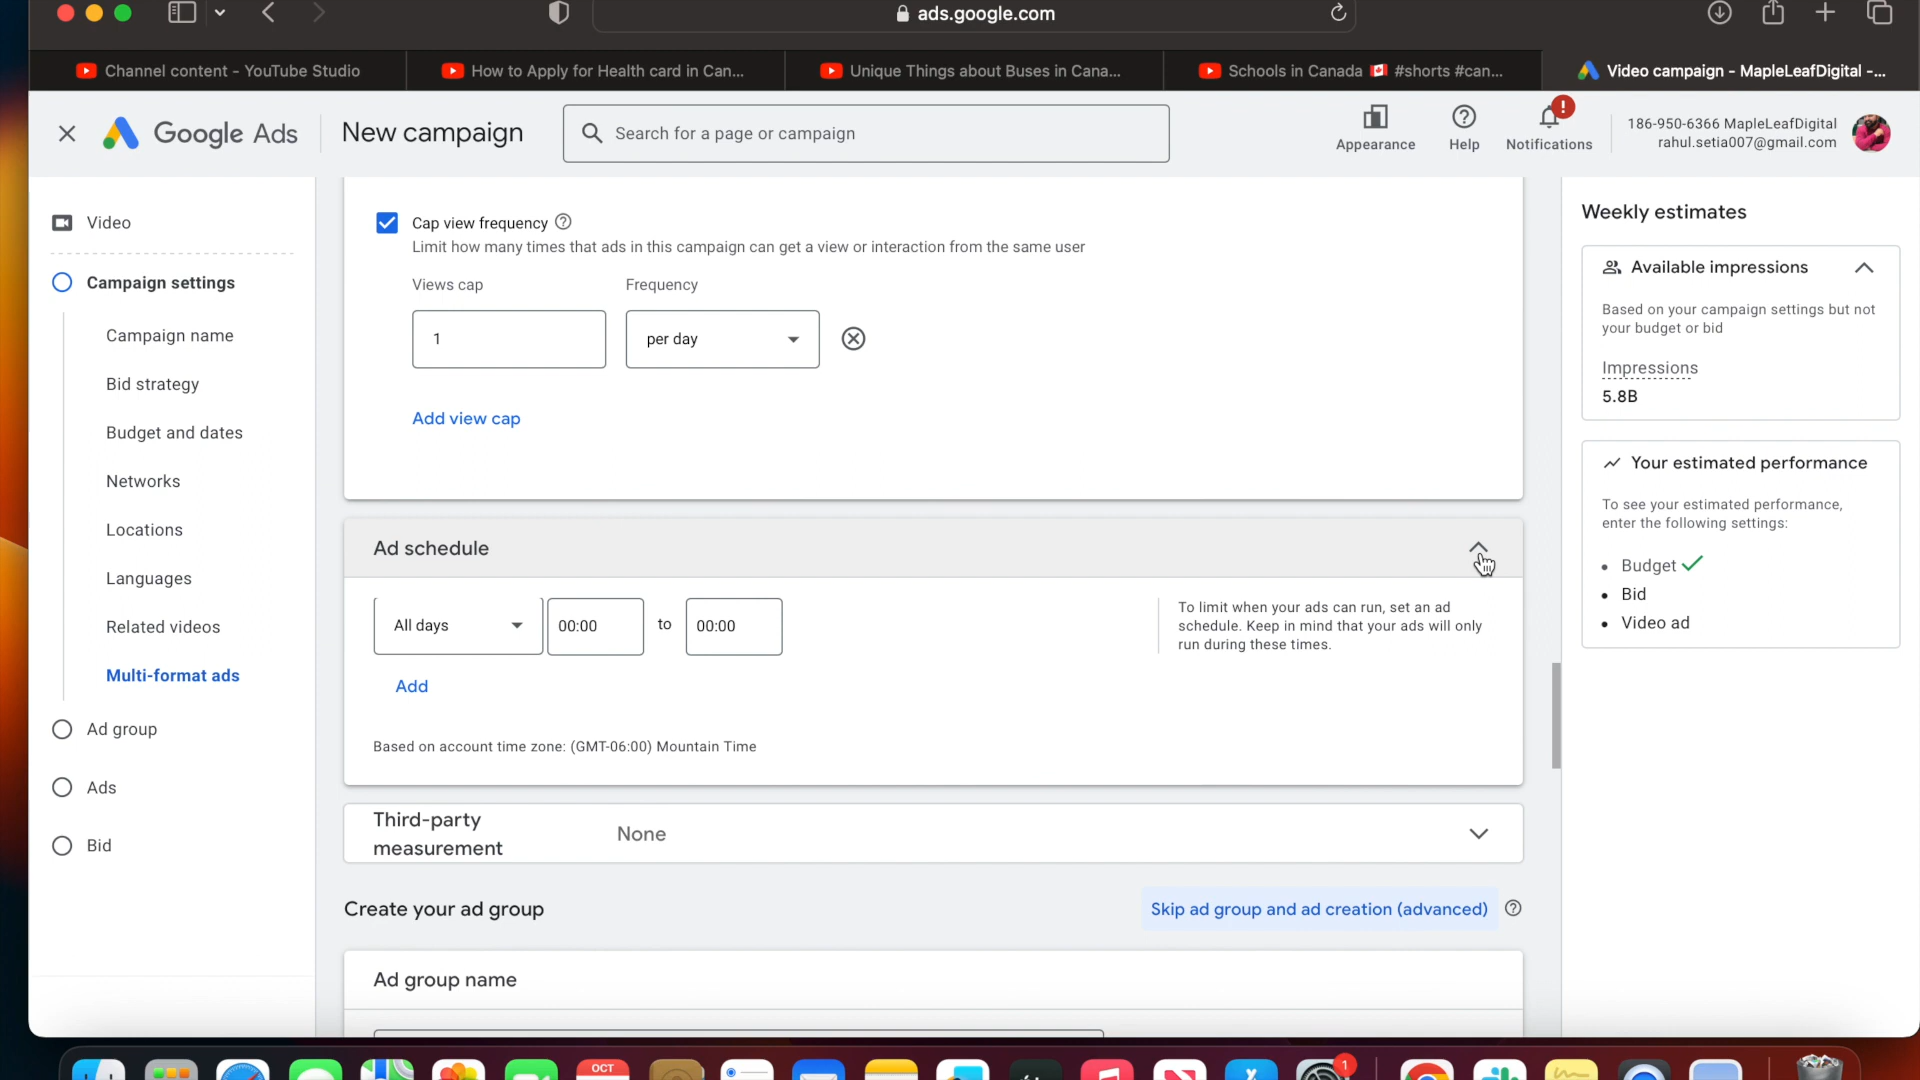 ads.google.com
Channel content - YouTube Studio
How to Apply for Health card in Can...
Unique Things about Buses in Cana...
Schools in Canada 🇨🇦 #shorts #can...
Video campaign - MapleLeafDigital -...
Google Ads
New campaign
Search for a page or campaign
Appearance
Help
!
Notifications
186-950-6366 MapleLeafDigital
rahul.setia007@gmail.com
Video
Campaign settings
Campaign name
Bid strategy
Budget and dates
Networks
Locations
Languages
Related videos
Multi-format ads
Ad group
Ads
Bid
Cap view frequency
Limit how many times that ads in this campaign can get a view or interaction from the same user
Views cap
Frequency
1
per day
Add view cap
Ad schedule
All days
00:00
to
00:00
To limit when your ads can run, set an ad
schedule. Keep in mind that your ads will only
run during these times.
Add
Based on account time zone: (GMT-06:00) Mountain Time
Third-party
measurement
None
Create your ad group
Skip ad group and ad creation (advanced)
Ad group name
Weekly estimates
Available impressions
Based on your campaign settings but not
your budget or bid
Impressions
5.8B
Your estimated performance
To see your estimated performance,
enter the following settings:
• Budget
• Bid
• Video ad
OCT
1